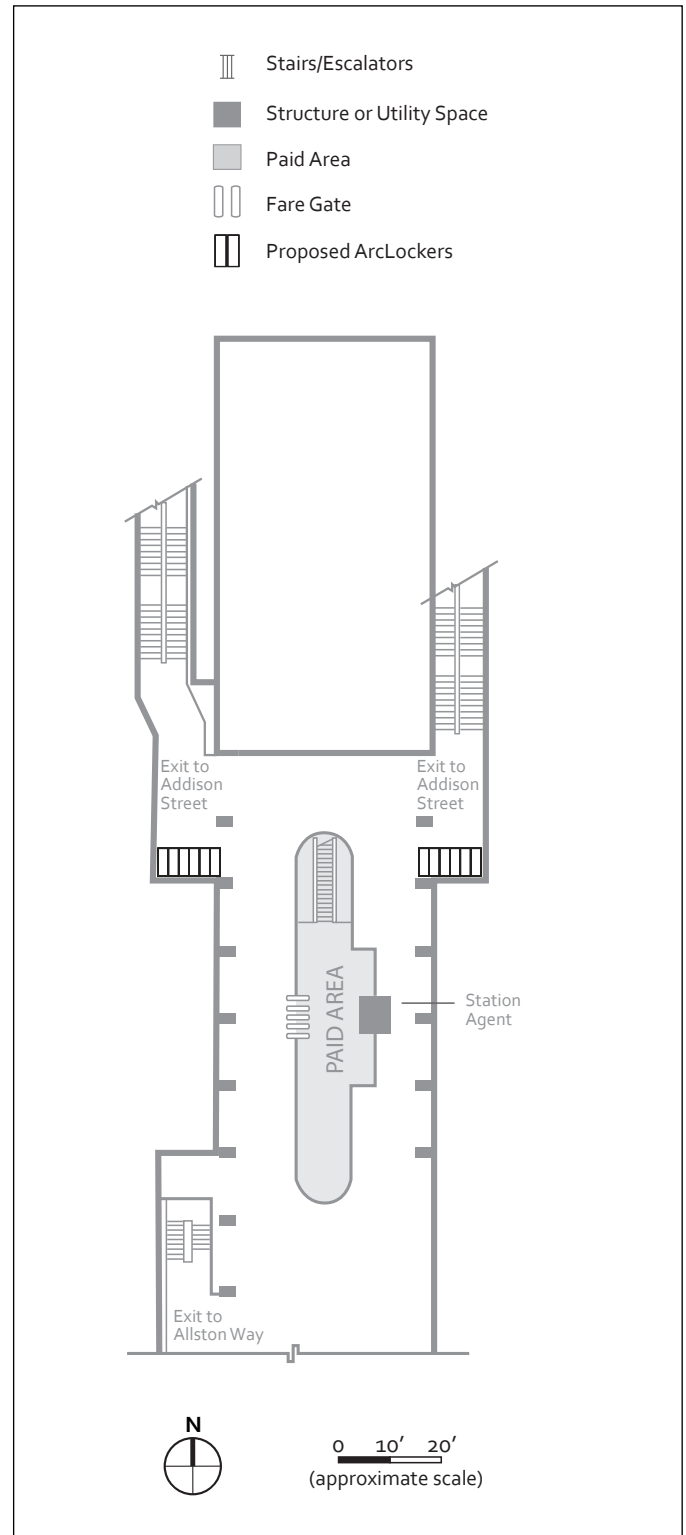 Stairs/Escalators
Structure or Utility Space
Paid Area
Fare Gate
Proposed ArcLockers
Exit to
Addison
Street
Exit to
Addison
Street
PAID AREA
Station
Agent
Exit to
Allston Way
N
0 10′ 20′
(approximate scale)